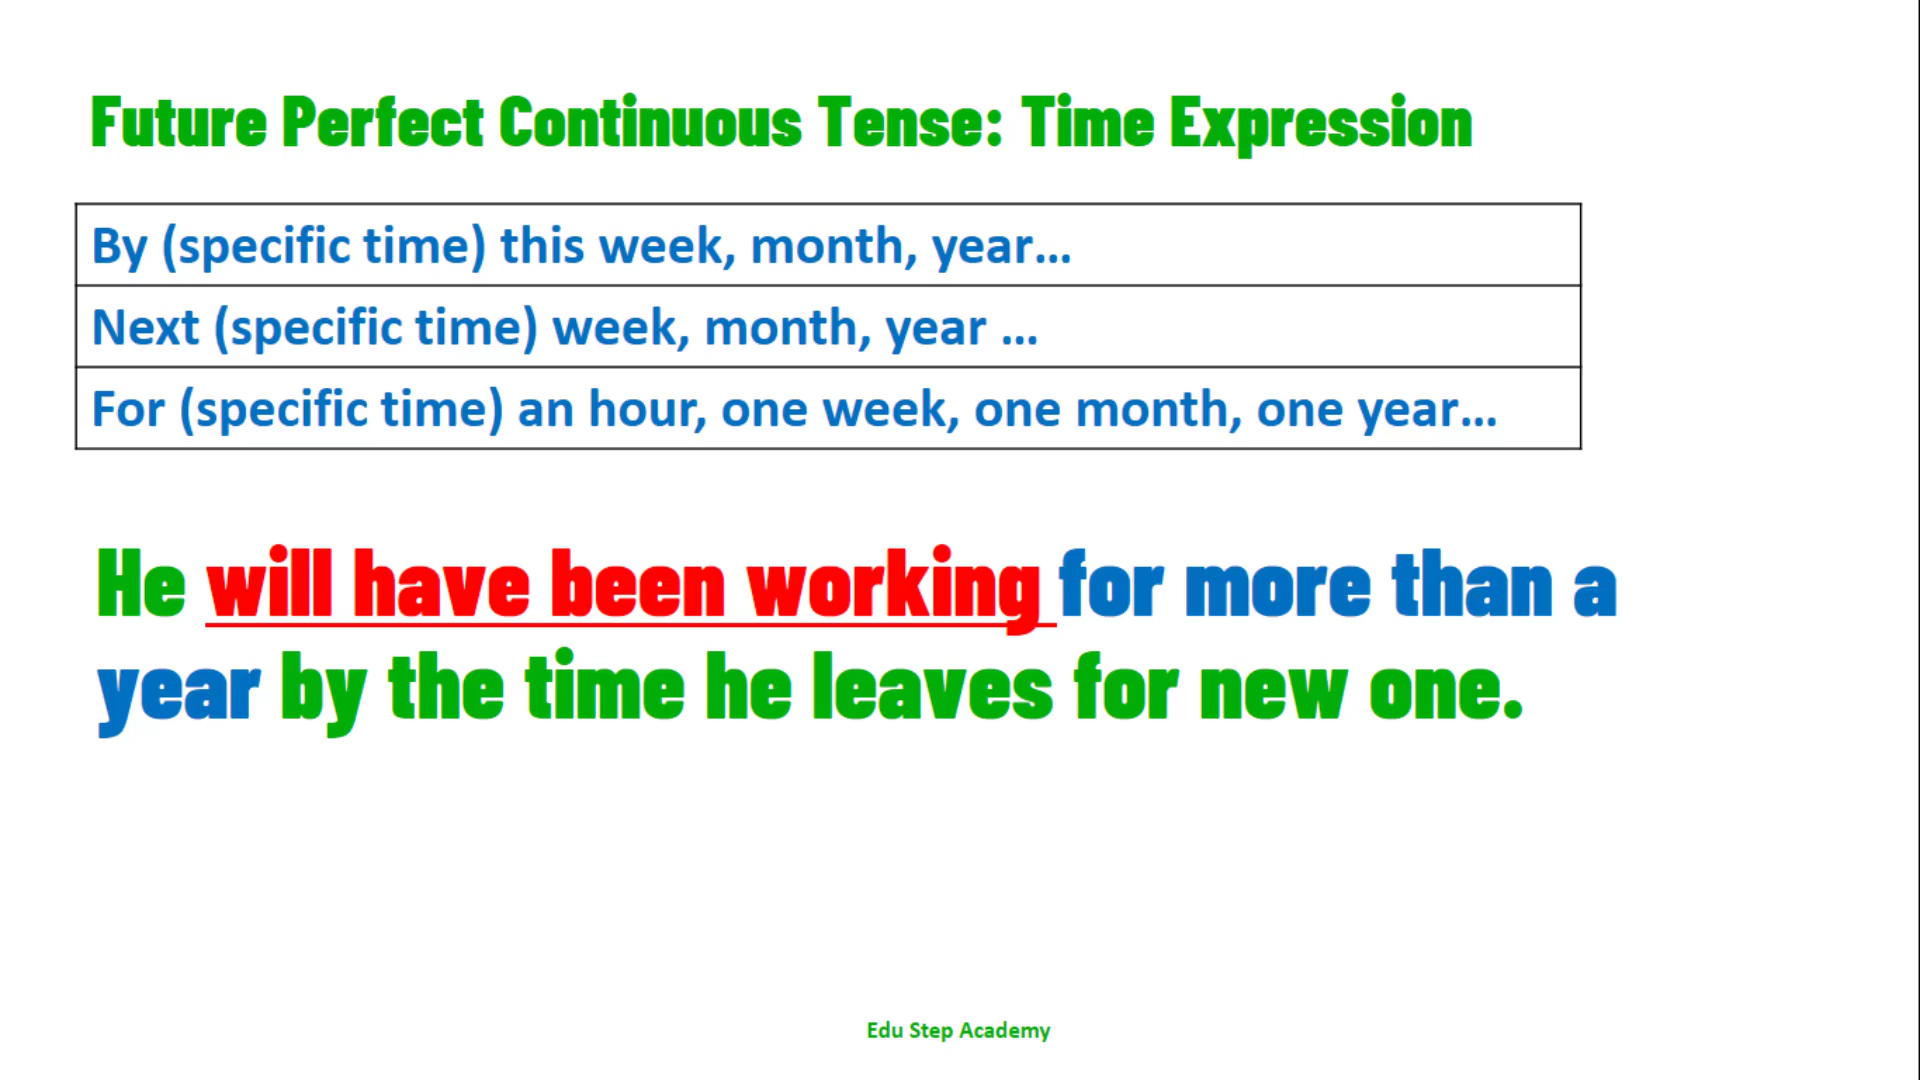 Future Perfect Continuous Tense: Time Expression
By (specific time) this week, month, year...
Next (specific time) week, month, year ...
For (specific time) an hour, one week, one month, one year...
He will have been working for more than a
year by the time he leaves for new one.
Edu Step Academy